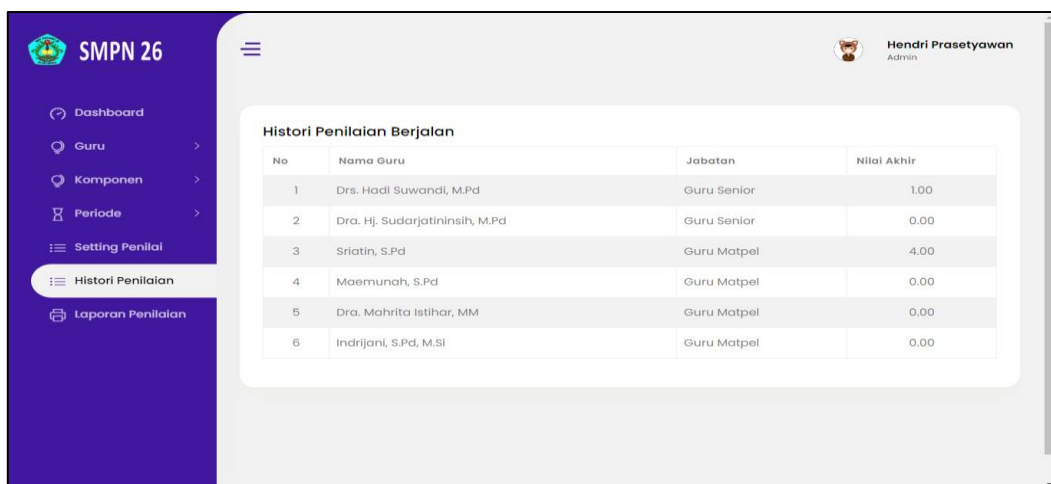 SMPN 26
Hendri Prasetyawan
Admin
Dashboard
Guru
Komponen
Periode
Setting Penilai
Histori Penilaian
Laporan Penilaian
Histori Penilaian Berjalan
No Nama Guru Jabatan Nilai Akhir
1 Drs. Hadi Suwandi, M.Pd Guru Senior 1.00
2 Dra. Hj. Sudarjatininsih, M.Pd Guru Senior 0.00
3 Sriatin, S.Pd Guru Matpel 4.00
4 Maemunah, S.Pd Guru Matpel 0.00
5 Dra. Mahrita Istihar, MM Guru Matpel 0.00
6 Indrijani, S.Pd, M.Si Guru Matpel 0.00